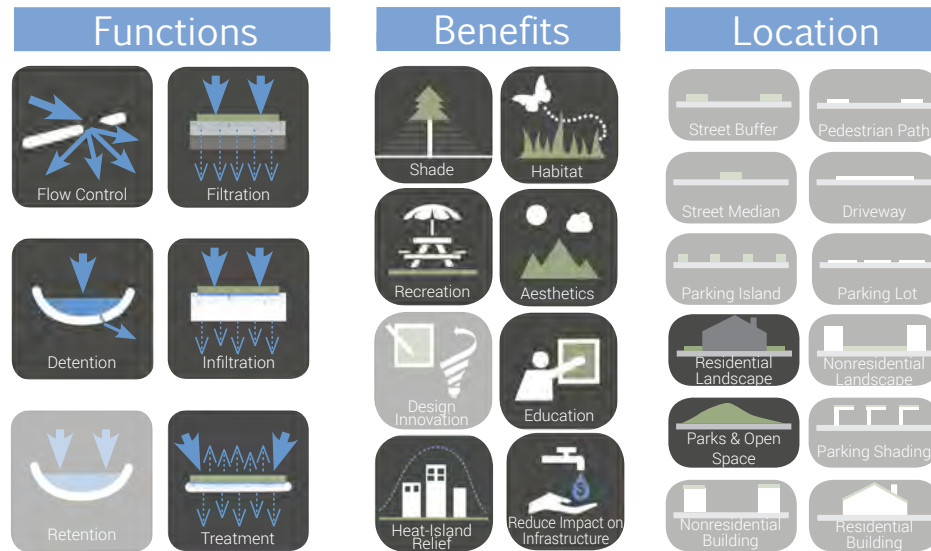 Functions
Flow Control
Filtration
Detention
Infiltration
Retention
Treatment
Benefits
Shade
Habitat
Recreation
Aesthetics
Design
Innovation
Education
Heat-Island
Relief
$
Reduce Impact on
Infrastructure
Location
Street Buffer
Pedestrian Path
Street Median
Driveway
Parking Island
Parking Lot
Residential
Landscape
Nonresidential
Landscape
Parks & Open
Space
Parking Shading
Nonresidential
Building
Residential
Building